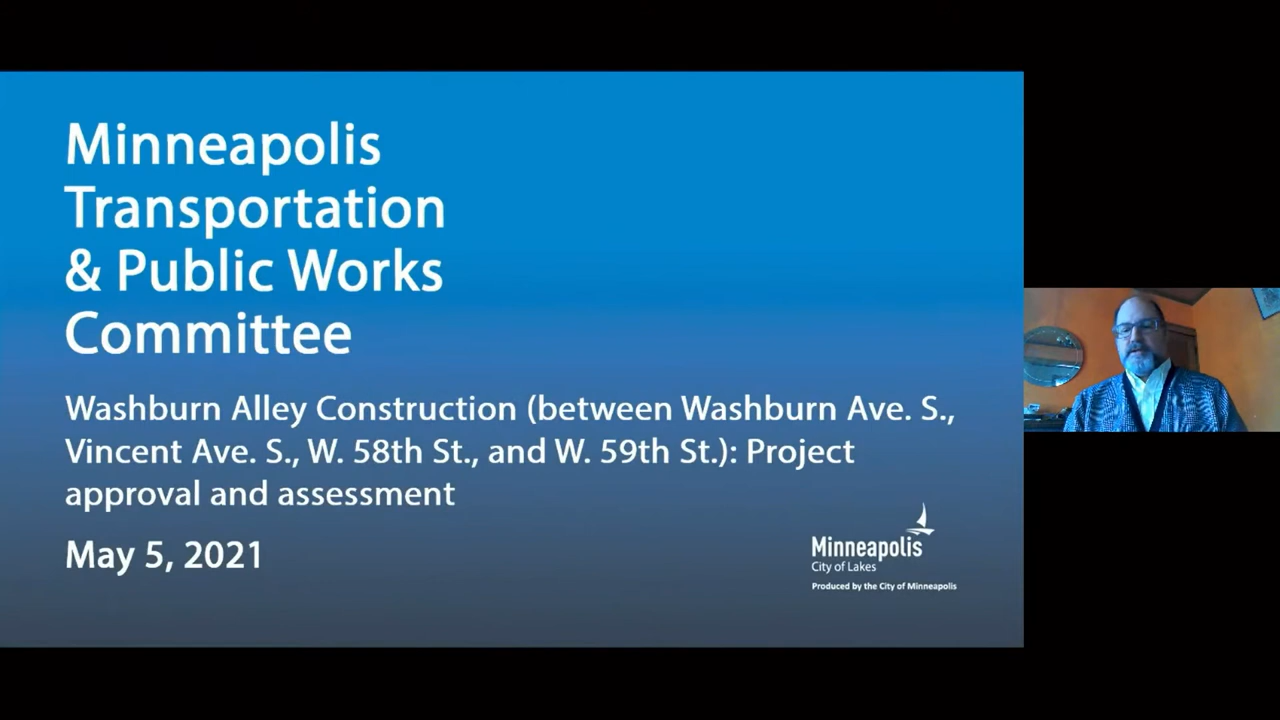 Minneapolis
Transportation
& Public Works
Committee
Washburn Alley Construction (between Washburn Ave. S.,
Vincent Ave. S., W. 58th St., and W. 59th St.): Project
approval and assessment
May 5, 2021
Minneapolis
City of Lakes
Produced by the City of Minneapolis